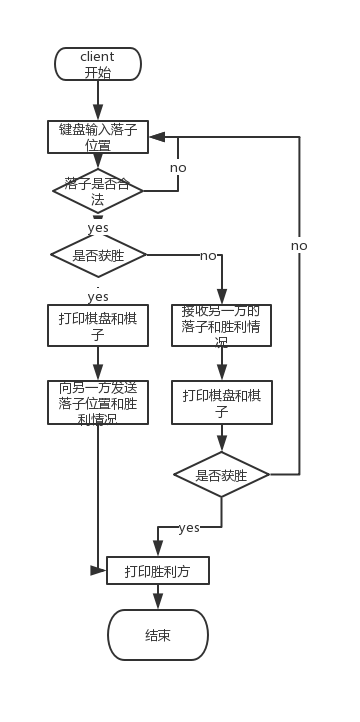 client
开始
键盘输入落子
位置
no
落子是否合
法
yes
是否获胜
no
no
yes
打印棋盘和棋
子
接收另一方的
落子和胜利情
况
向另一方发送
落子位置和胜
利情况
打印棋盘和棋
子
是否获胜
yes
打印胜利方
结束